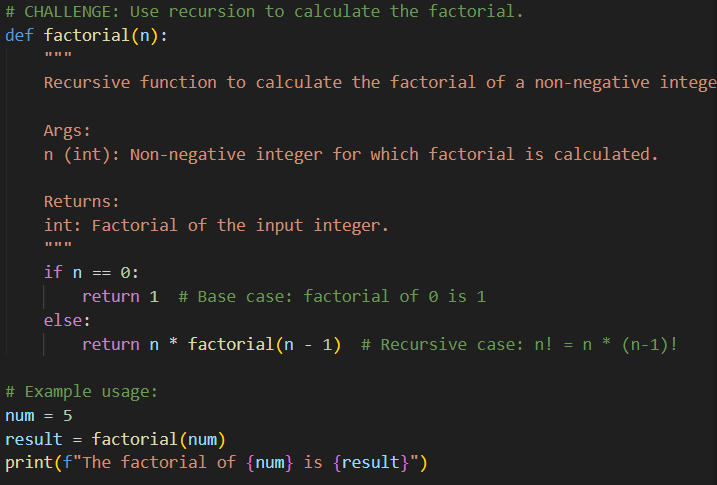 # CHALLENGE: Use recursion to calculate the factorial.
def factorial(n):
    """
    Recursive function to calculate the factorial of a non-negative intege

    Args:
    n (int): Non-negative integer for which factorial is calculated.

    Returns:
    int: Factorial of the input integer.
    """
    if n == 0:
        return 1  # Base case: factorial of 0 is 1
    else:
        return n * factorial(n - 1)  # Recursive case: n! = n * (n-1)!

# Example usage:
num = 5
result = factorial(num)
print(f"The factorial of {num} is {result}")